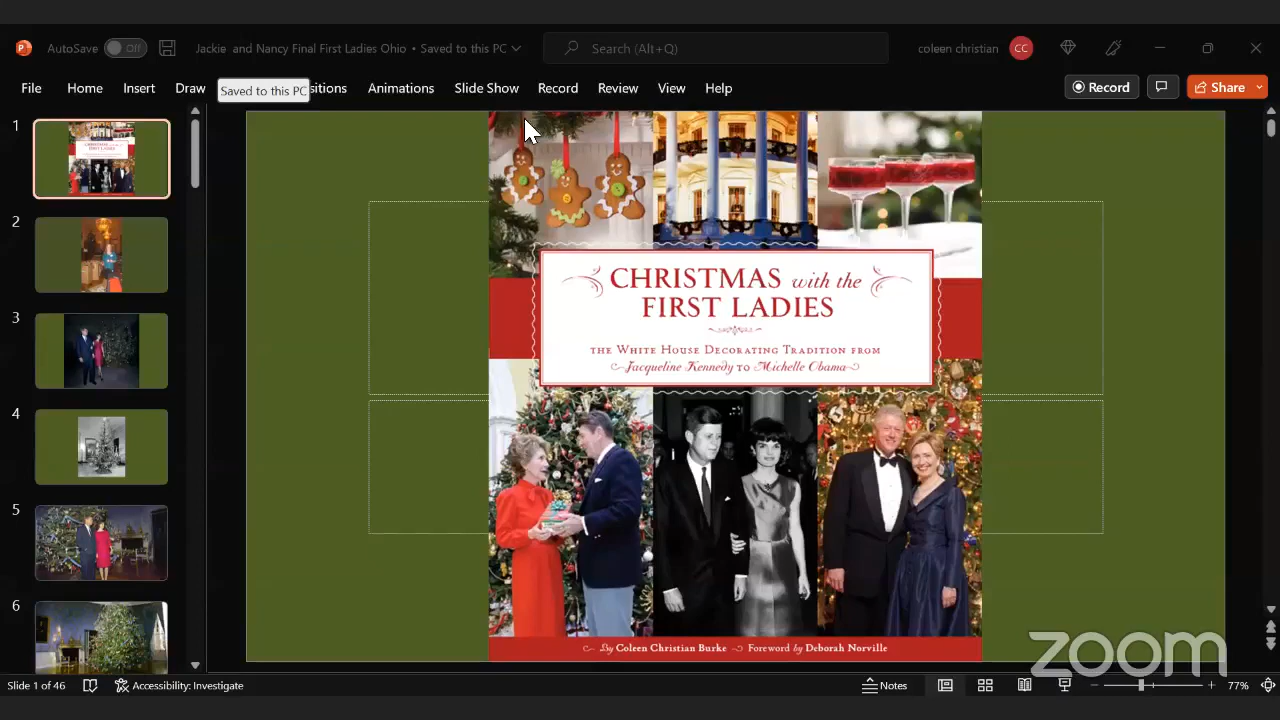 AutoSave Off Jackie and Nancy Final First Ladies Ohio • Saved to this PC Search (Alt+Q) coleen christian CC
File Home Insert Draw Saved to this PC sitions Animations Slide Show Record Review View Help Record Share
1
2
3
4
5
6
CHRISTMAS with the
FIRST LADIES
THE WHITE HOUSE DECORATING TRADITION FROM
Jacqueline Kennedy TO Michelle Obama
By Coleen Christian Burke Foreword by Deborah Norville
zoom
Slide 1 of 46 Accessibility: Investigate Notes 77%